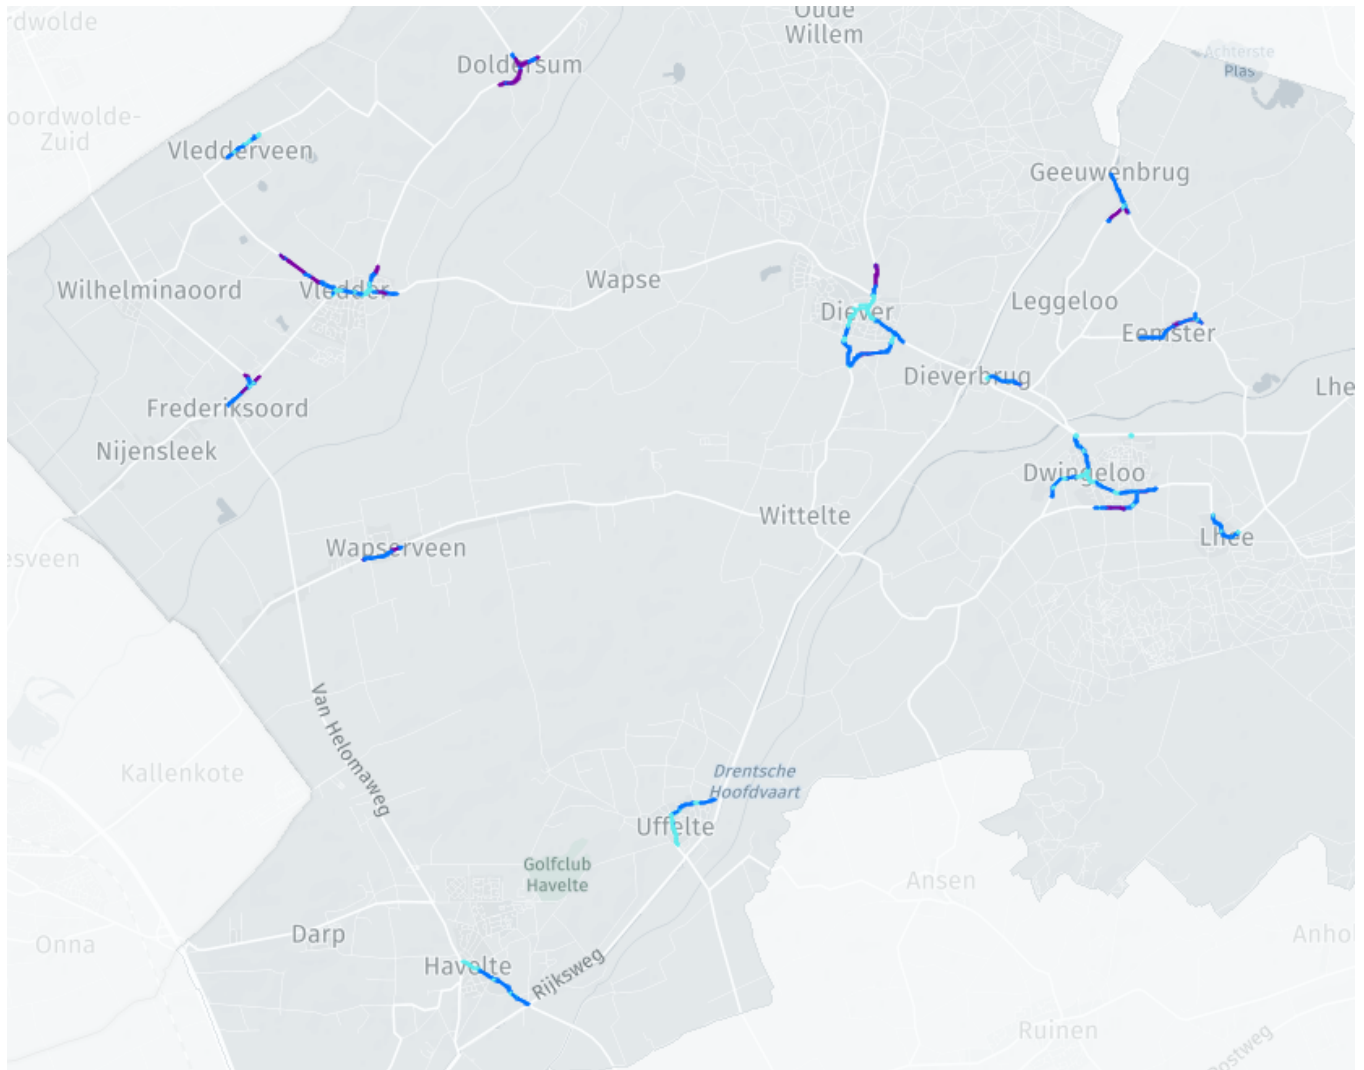 rdwolde
Oude
Willem
Doldersum
Achterste
Plas
oordwolde-
Zuid
Vledderveen
Geeuwenbrug
Wapse
Wilhelminaoord
Vledder
Leggeloo
Diever
Eemster
Dieverbrug
Lhe
Frederiksoord
Nijensleek
Dwingeloo
Wittelte
Lhee
Wapserveen
esveen
Van Helomaweg
Kallenkote
Drentsche
Hoofdvaart
Uffelte
Golfclub
Havelte
Ansen
Darp
Onna
Anho
Havelte
Rijksweg
Ruinen
ostweg